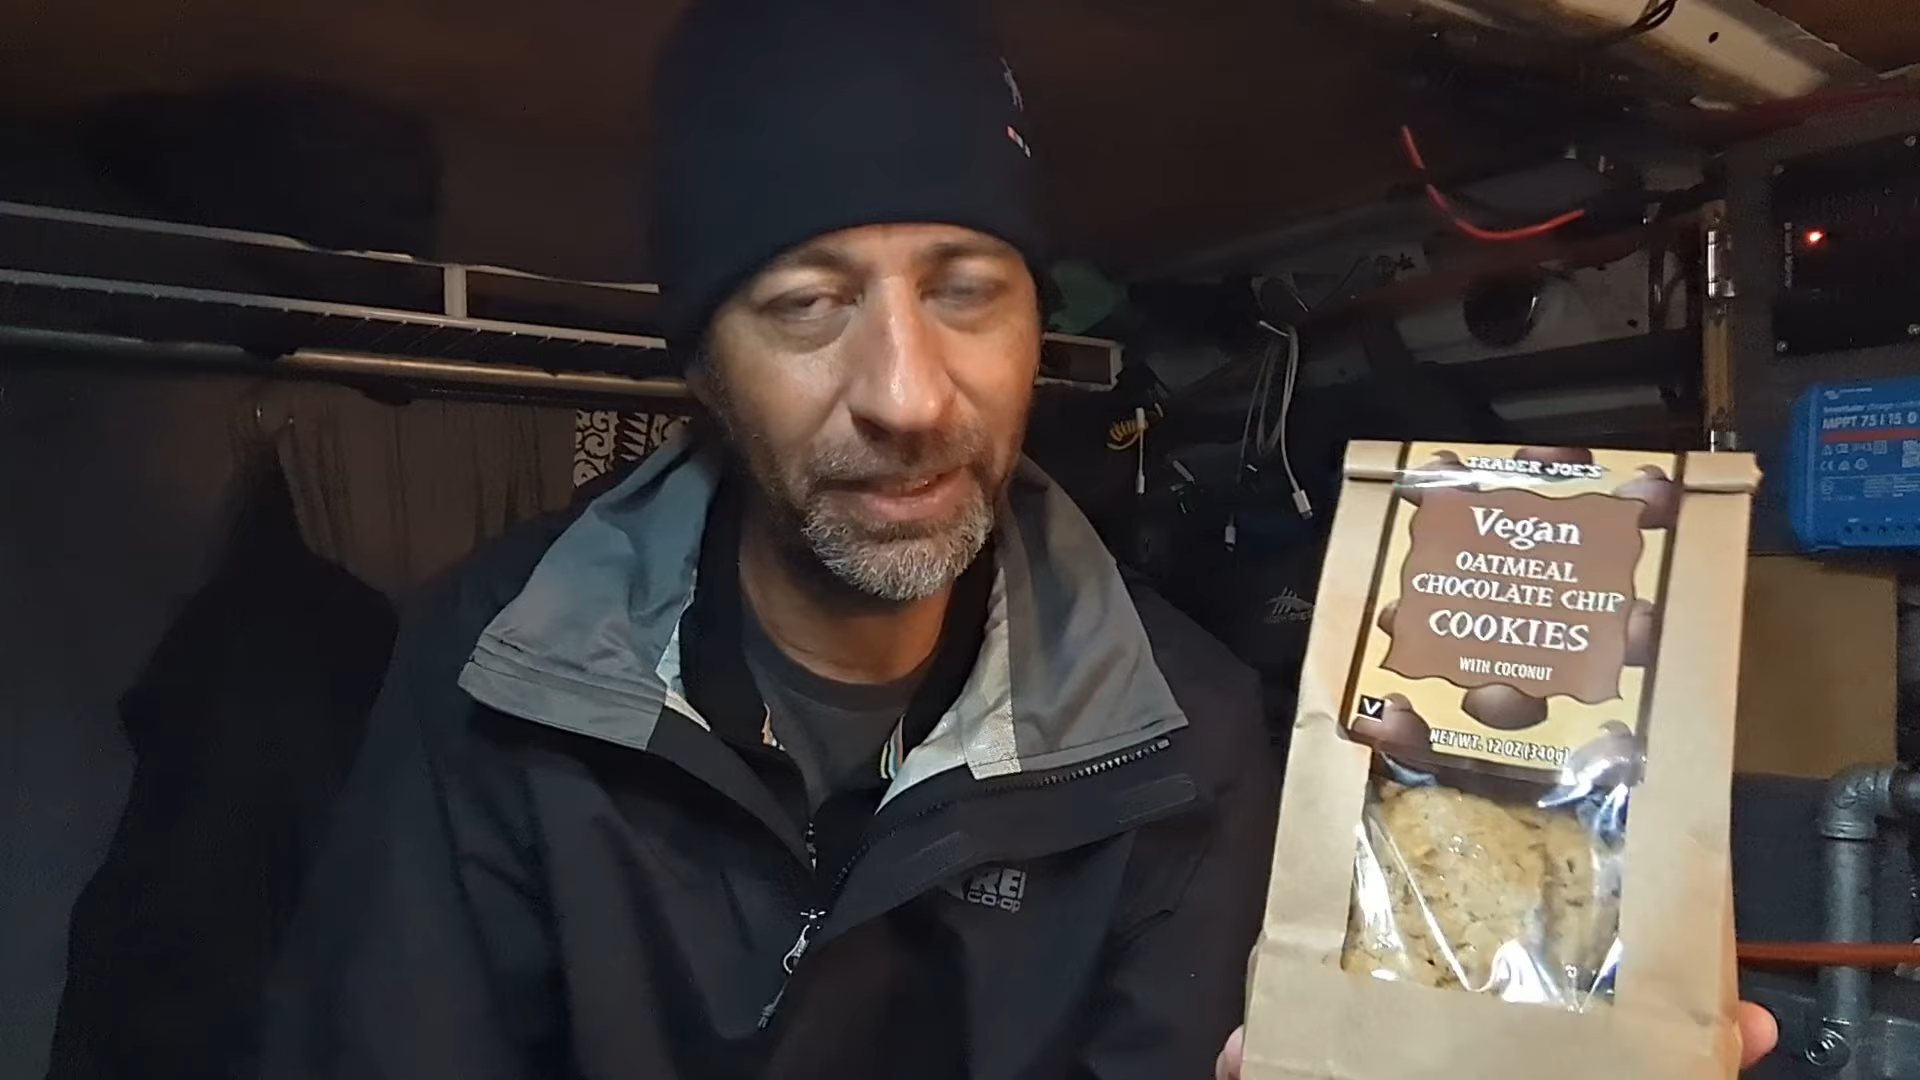 TRADER JOE'S
Vegan
OATMEAL
CHOCOLATE CHIP
COOKIES
WITH COCONUT
V
NET WT. 12 OZ (340g)
REI
CO·OP
MPPT 75 | 15